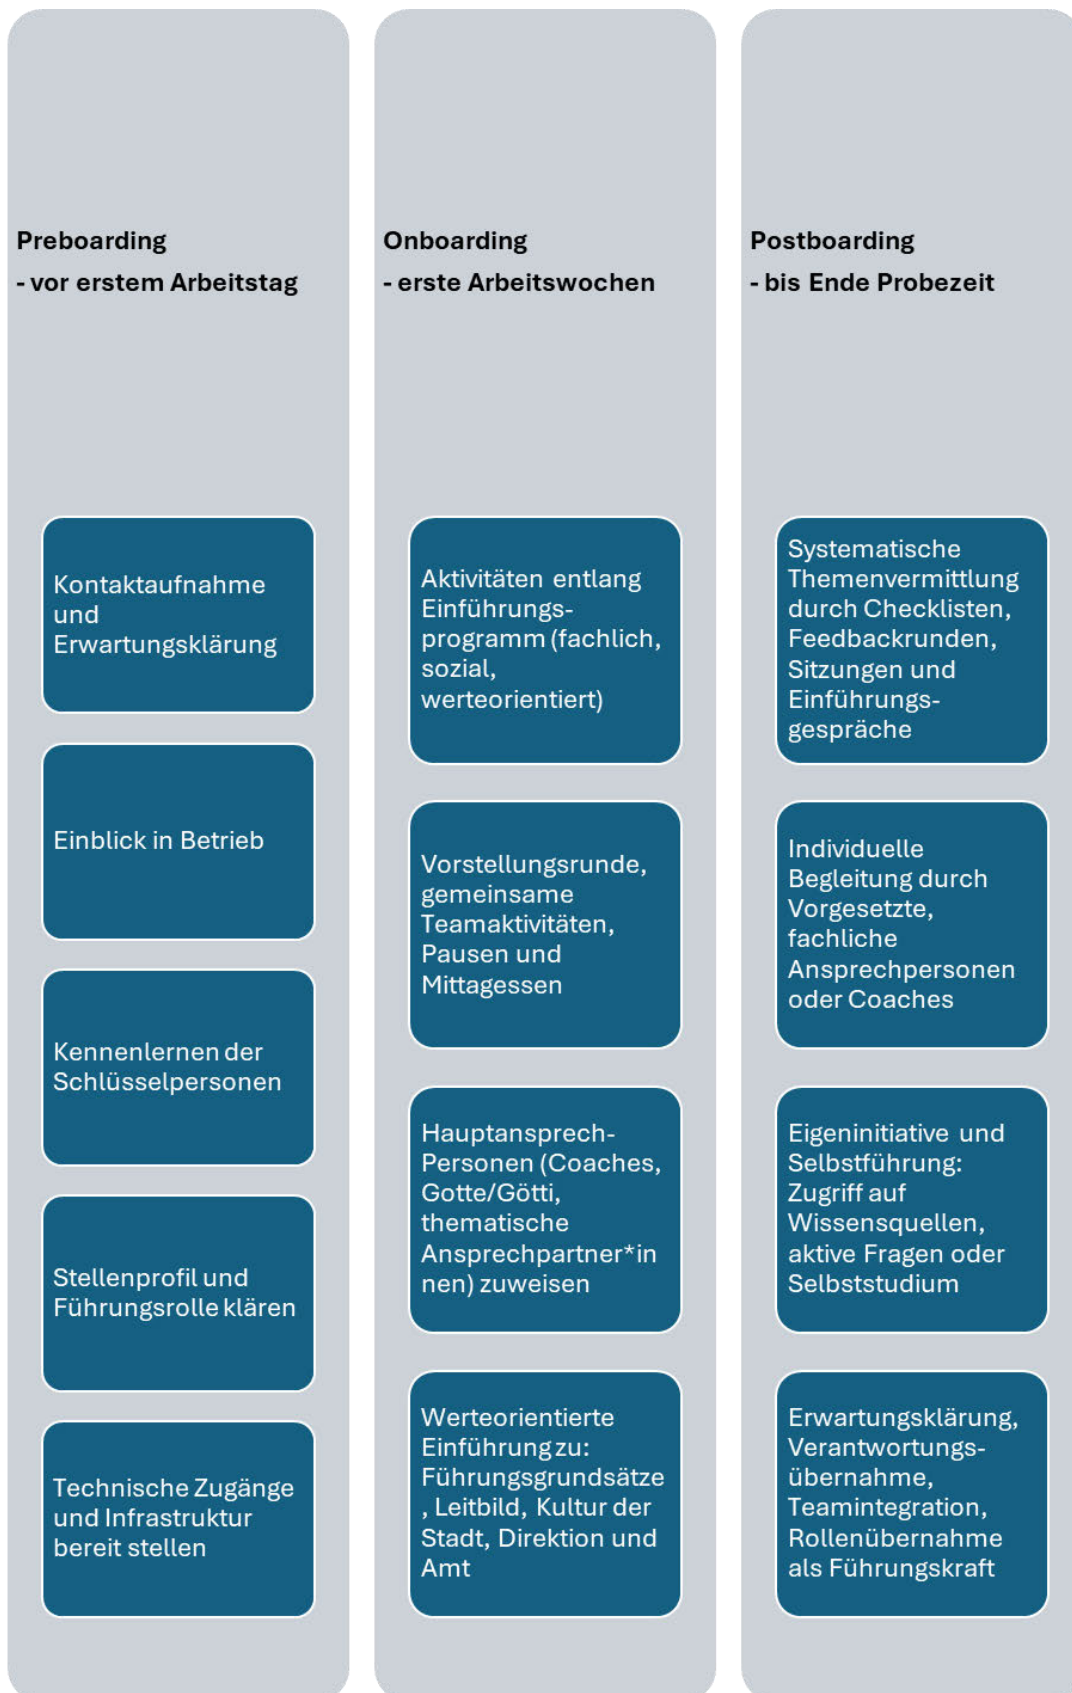 Preboarding
- vor erstem Arbeitstag
Kontaktaufnahme
und
Erwartungsklärung
Einblick in Betrieb
Kennenlernen der
Schlüsselpersonen
Stellenprofil und
Führungsrolle klären
Technische Zugänge
und Infrastruktur
bereit stellen
Onboarding
- erste Arbeitswochen
Aktivitäten entlang
Einführungs-
programm (fachlich,
sozial,
werteorientiert)
Vorstellungsrunde,
gemeinsame
Teamaktivitäten,
Pausen und
Mittagessen
Hauptansprech-
Personen (Coaches,
Gotte/Götti,
thematische
Ansprechpartner*in
nen) zuweisen
Werteorientierte
Einführung zu:
Führungsgrundsätze
, Leitbild, Kultur der
Stadt, Direktion und
Amt
Postboarding
- bis Ende Probezeit
Systematische
Themenvermittlung
durch Checklisten,
Feedbackrunden,
Sitzungen und
Einführungs-
gespräche
Individuelle
Begleitung durch
Vorgesetzte,
fachliche
Ansprechpersonen
oder Coaches
Eigeninitiative und
Selbstführung:
Zugriff auf
Wissensquellen,
aktive Fragen oder
Selbststudium
Erwartungsklärung,
Verantwortungs-
übernahme,
Teamintegration,
Rollenübernahme
als Führungskraft